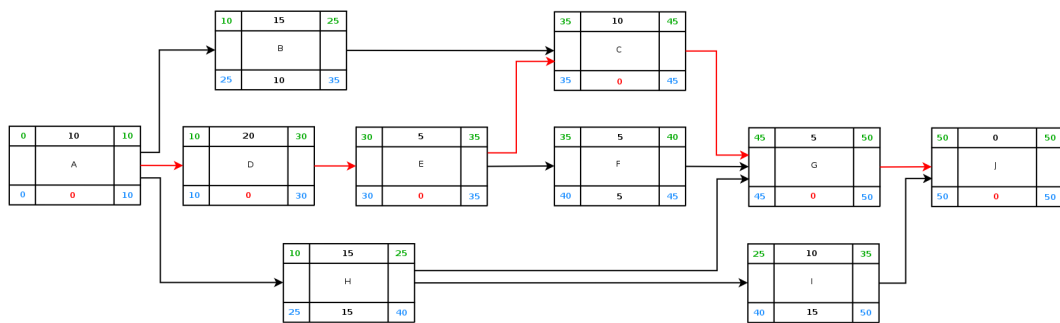 10 15 25
B
25 10 35
35 10 45
C
35 0 45
0 10 10
A
0 0 10
10 20 30
D
10 0 30
30 5 35
E
30 0 35
35 5 40
F
40 5 45
45 5 50
G
45 0 50
50 0 50
J
50 0 50
10 15 25
H
25 15 40
25 10 35
I
40 15 50